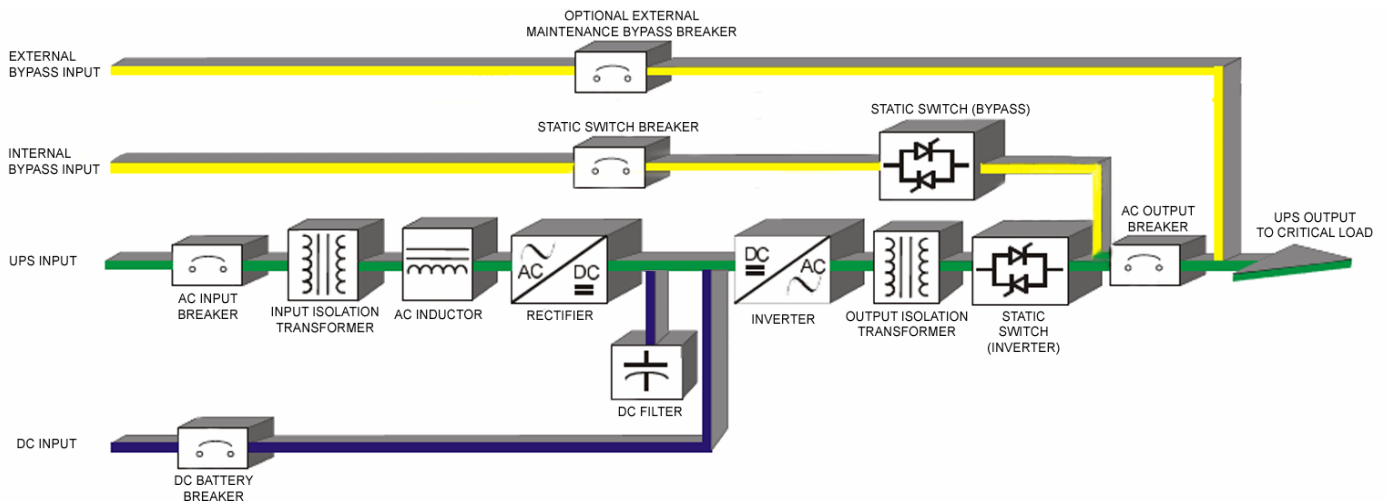 OPTIONAL EXTERNAL
MAINTENANCE BYPASS BREAKER
EXTERNAL
BYPASS INPUT
STATIC SWITCH (BYPASS)
STATIC SWITCH BREAKER
INTERNAL
BYPASS INPUT
AC OUTPUT
BREAKER
UPS OUTPUT
TO CRITICAL LOAD
UPS INPUT
AC
DC
DC
AC
AC INPUT
BREAKER
INPUT ISOLATION
TRANSFORMER
AC INDUCTOR
RECTIFIER
INVERTER
OUTPUT ISOLATION
TRANSFORMER
STATIC
SWITCH
(INVERTER)
DC FILTER
DC INPUT
DC BATTERY
BREAKER